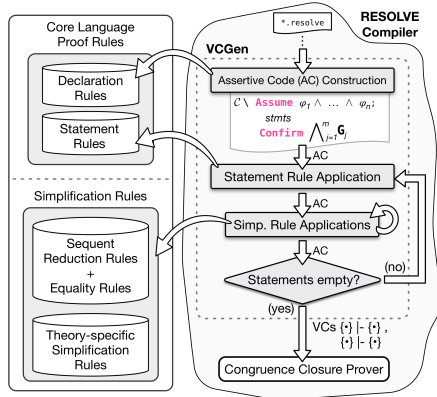 Core Language
Proof Rules
Declaration
Rules
Statement
Rules
Simplification Rules
Sequent
Reduction Rules
+
Equality Rules
Theory-specific
Simplification
Rules
*.resolve
RESOLVE
Compiler
VCGen
Assertive Code (AC) Construction
C \ Assume φ₁ ∧ … ∧ φₙ;
stmts
Confirm ⋀ᵐⱼ₌₁ Gⱼ
AC
Statement Rule Application
AC
Simp. Rule Applications
AC
Statements empty?
(no)
(yes)
VCs {•} |- {•} ,
{•} |- {•}
Congruence Closure Prover